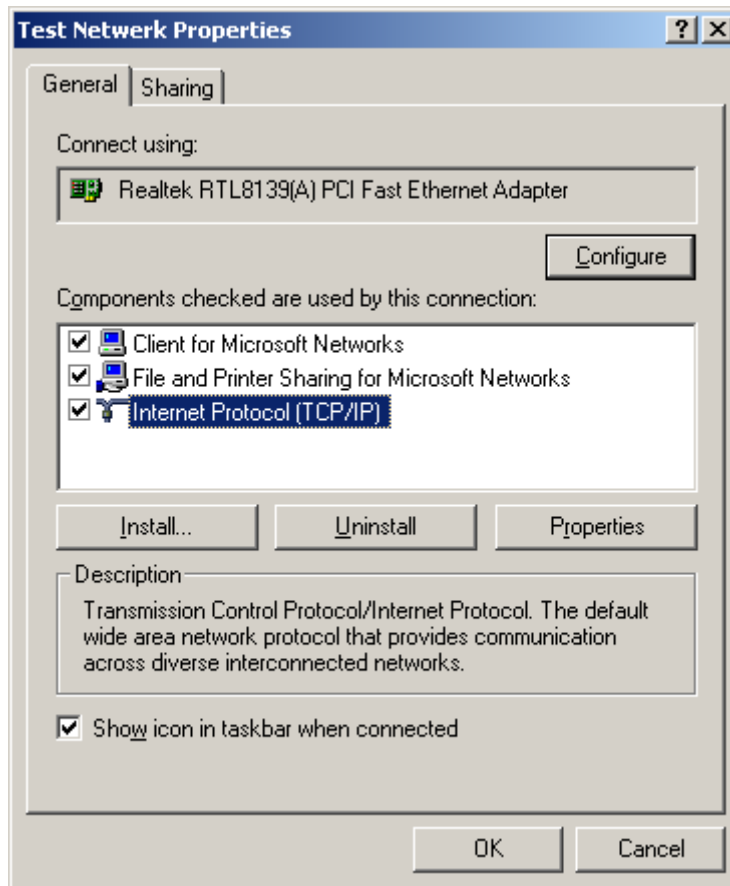 Test Netwerk Properties
General
Sharing
Connect using:
Realtek RTL8139(A) PCI Fast Ethernet Adapter
Configure
Components checked are used by this connection:
Client for Microsoft Networks
File and Printer Sharing for Microsoft Networks
Internet Protocol (TCP/IP)
Install...
Uninstall
Properties
Description
Transmission Control Protocol/Internet Protocol. The default
wide area network protocol that provides communication
across diverse interconnected networks.
Show icon in taskbar when connected
OK
Cancel